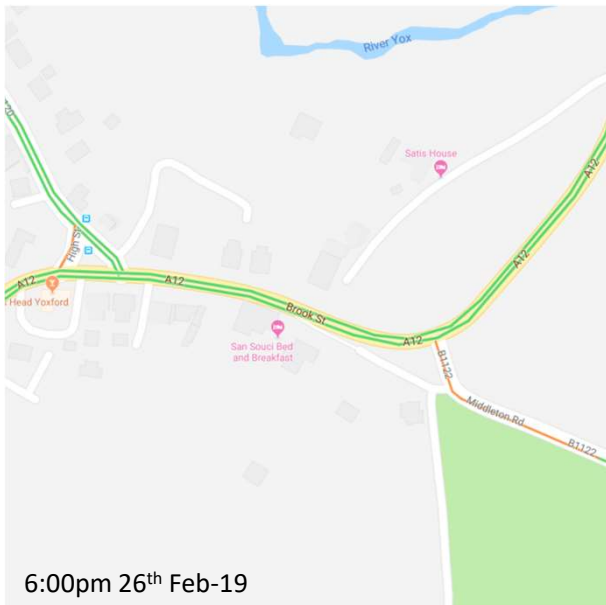 River Yox
Satis House
A12
High St
A12
A12
A12
Head Yoxford
Brook St
A12
San Souci Bed
and Breakfast
B1122
Middleton Rd
B1122
6:00pm 26th Feb-19